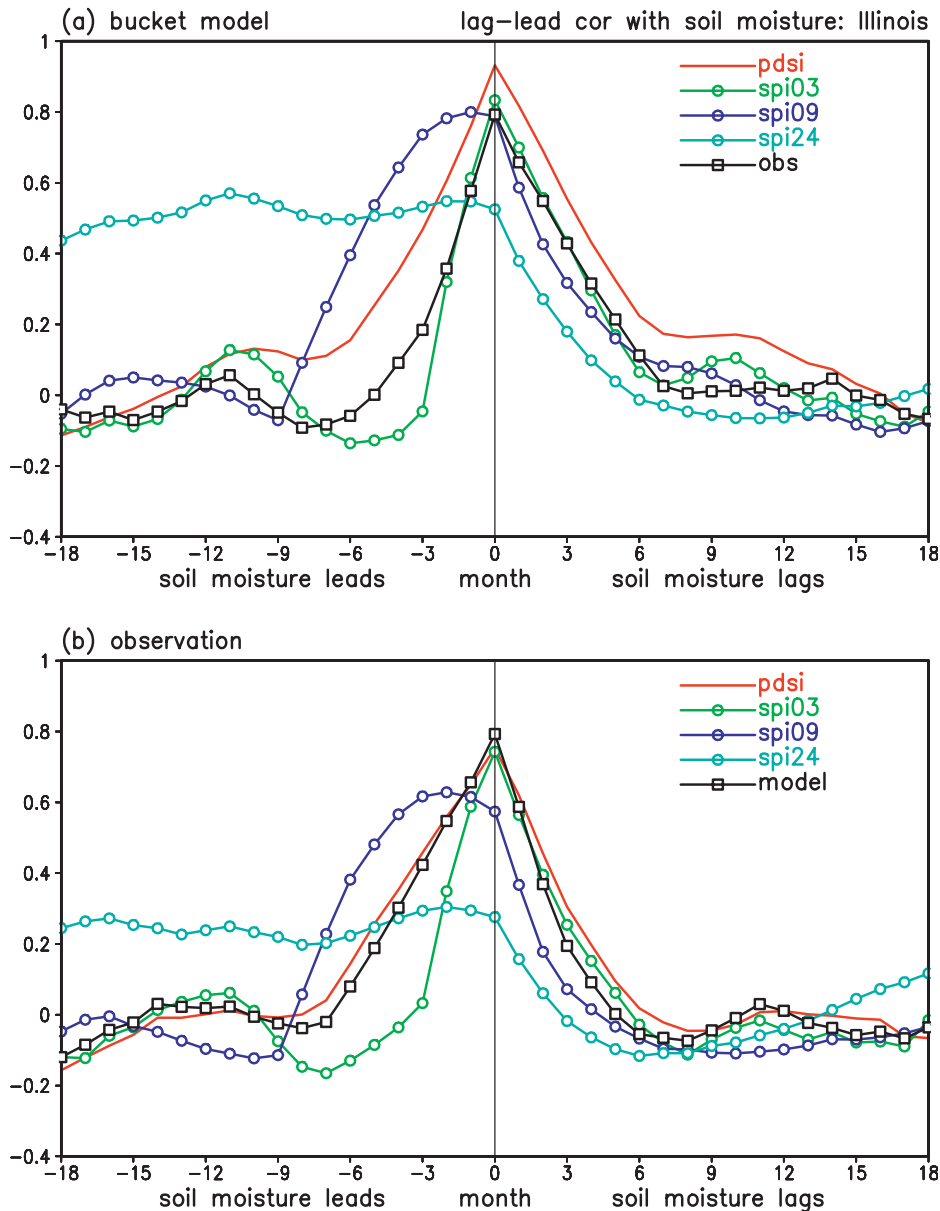 (a) bucket model lag-lead cor with soil moisture: Illinois
1
pdsi
spi03
0.8
spi09
spi24
obs
0.6
0.4
0.2
0
-0.2
-0.4
-18 -15 -12 -9 -6 -3 0 3 6 9 12 15 18
soil moisture leads month soil moisture lags
(b) observation
1
pdsi
spi03
0.8
spi09
spi24
model
0.6
0.4
0.2
0
-0.2
-0.4
-18 -15 -12 -9 -6 -3 0 3 6 9 12 15 18
soil moisture leads month soil moisture lags